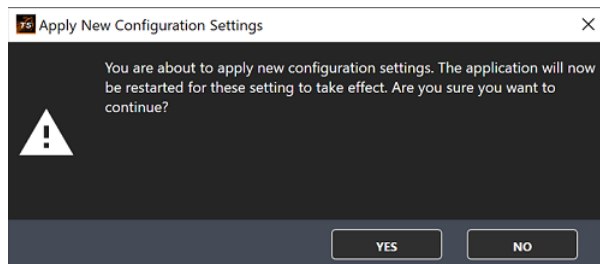 T5 Apply New Configuration Settings
You are about to apply new configuration settings. The application will now
be restarted for these setting to take effect. Are you sure you want to
continue?
YES NO